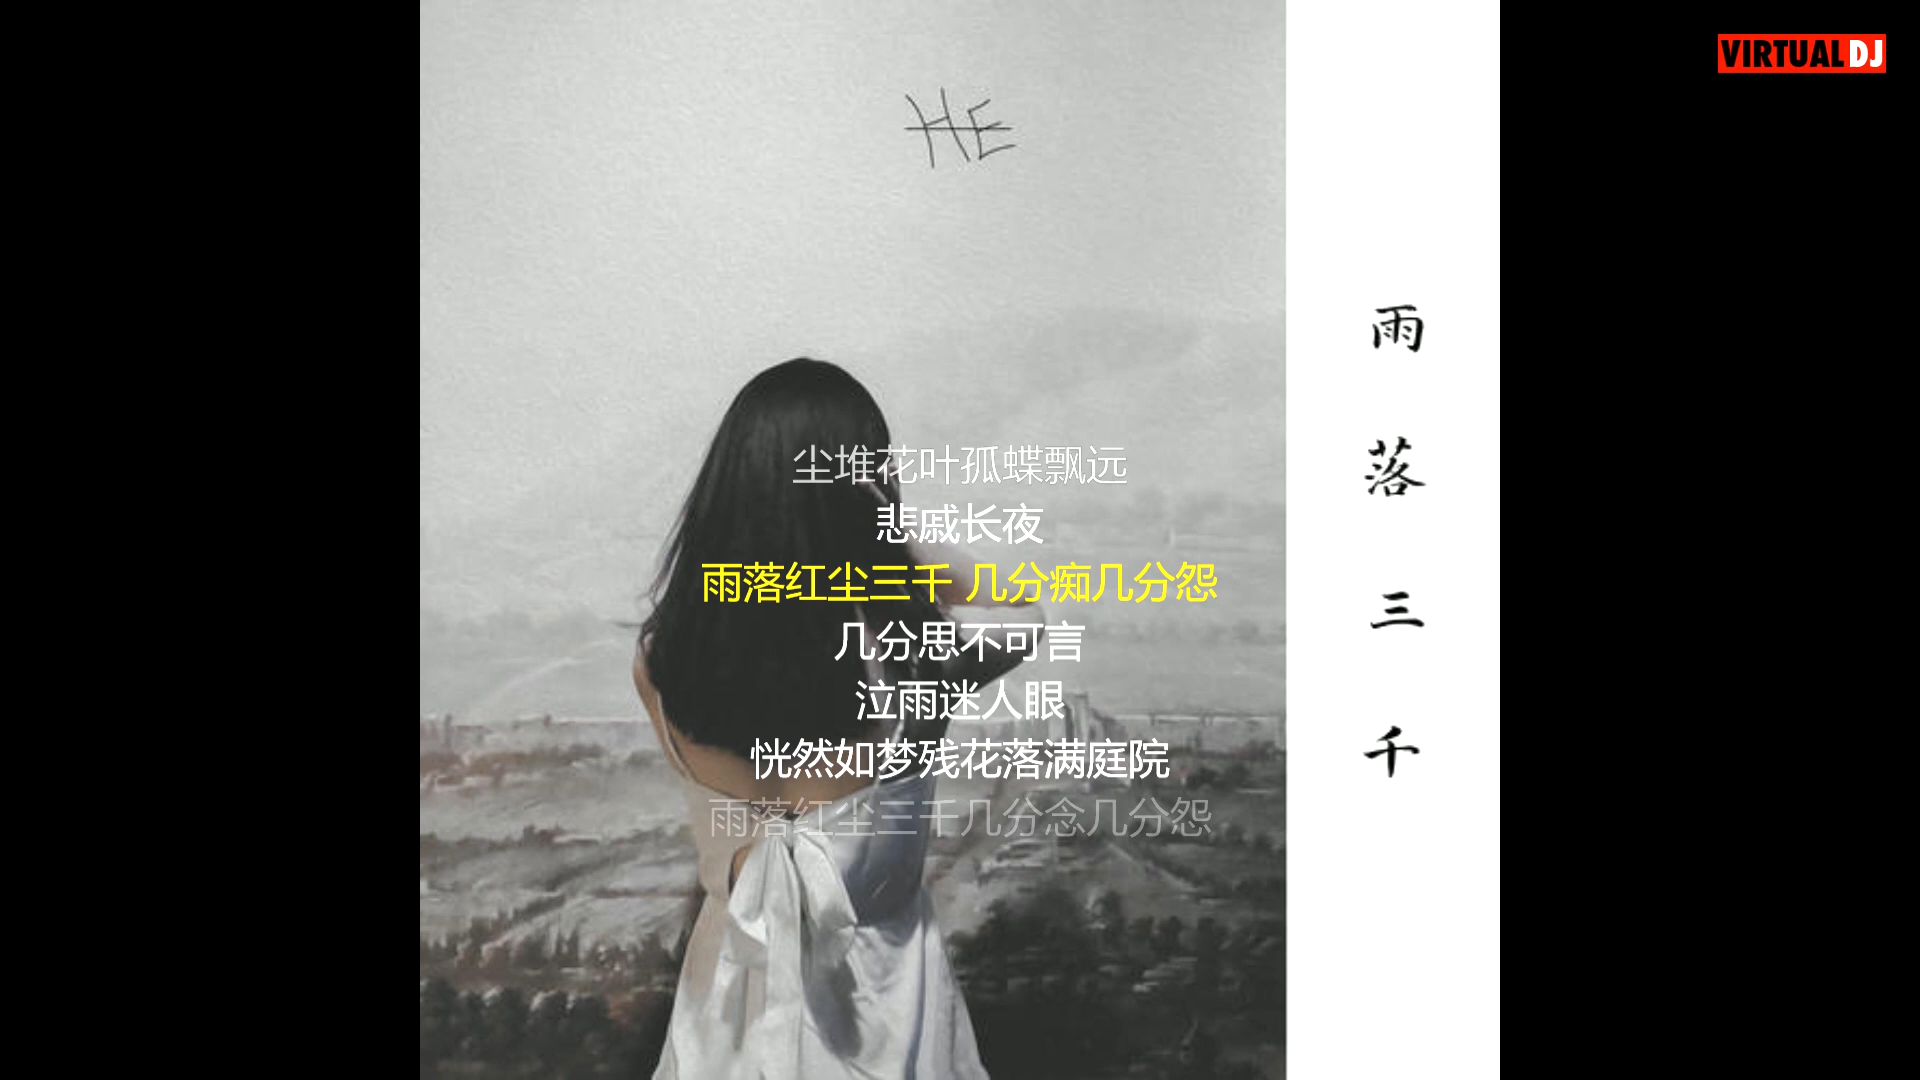 VIRTUAL DJ
HE
尘堆花叶孤蝶飘远
悲戚长夜
雨落红尘三千 几分痴几分怨
几分思不可言
泣雨迷人眼
恍然如梦残花落满庭院
雨落红尘三千几分念几分怨
雨落三千